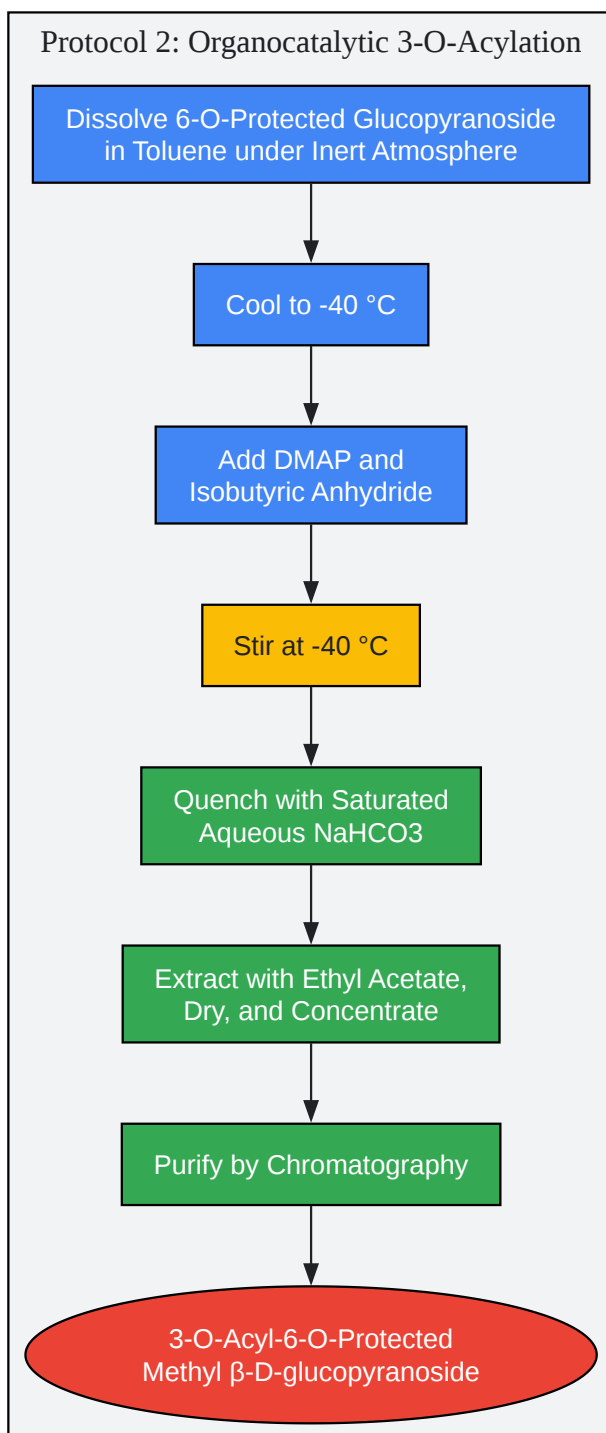 Protocol 2: Organocatalytic 3-O-Acylation
Dissolve 6-O-Protected Glucopyranoside
in Toluene under Inert Atmosphere
Cool to -40 °C
Add DMAP and
Isobutyric Anhydride
Stir at -40 °C
Quench with Saturated
Aqueous NaHCO3
Extract with Ethyl Acetate,
Dry, and Concentrate
Purify by Chromatography
3-O-Acyl-6-O-Protected
Methyl β-D-glucopyranoside